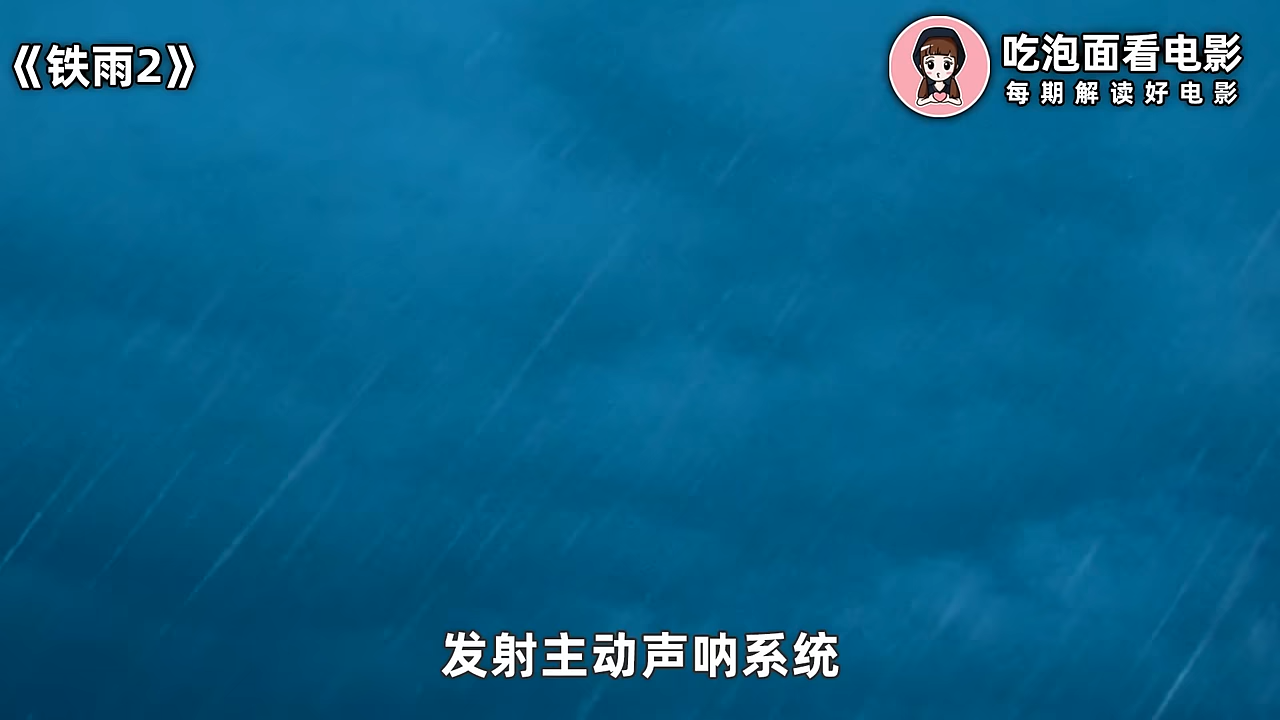 《铁雨2》
吃泡面看电影
每期解读好电影
发射主动声呐系统